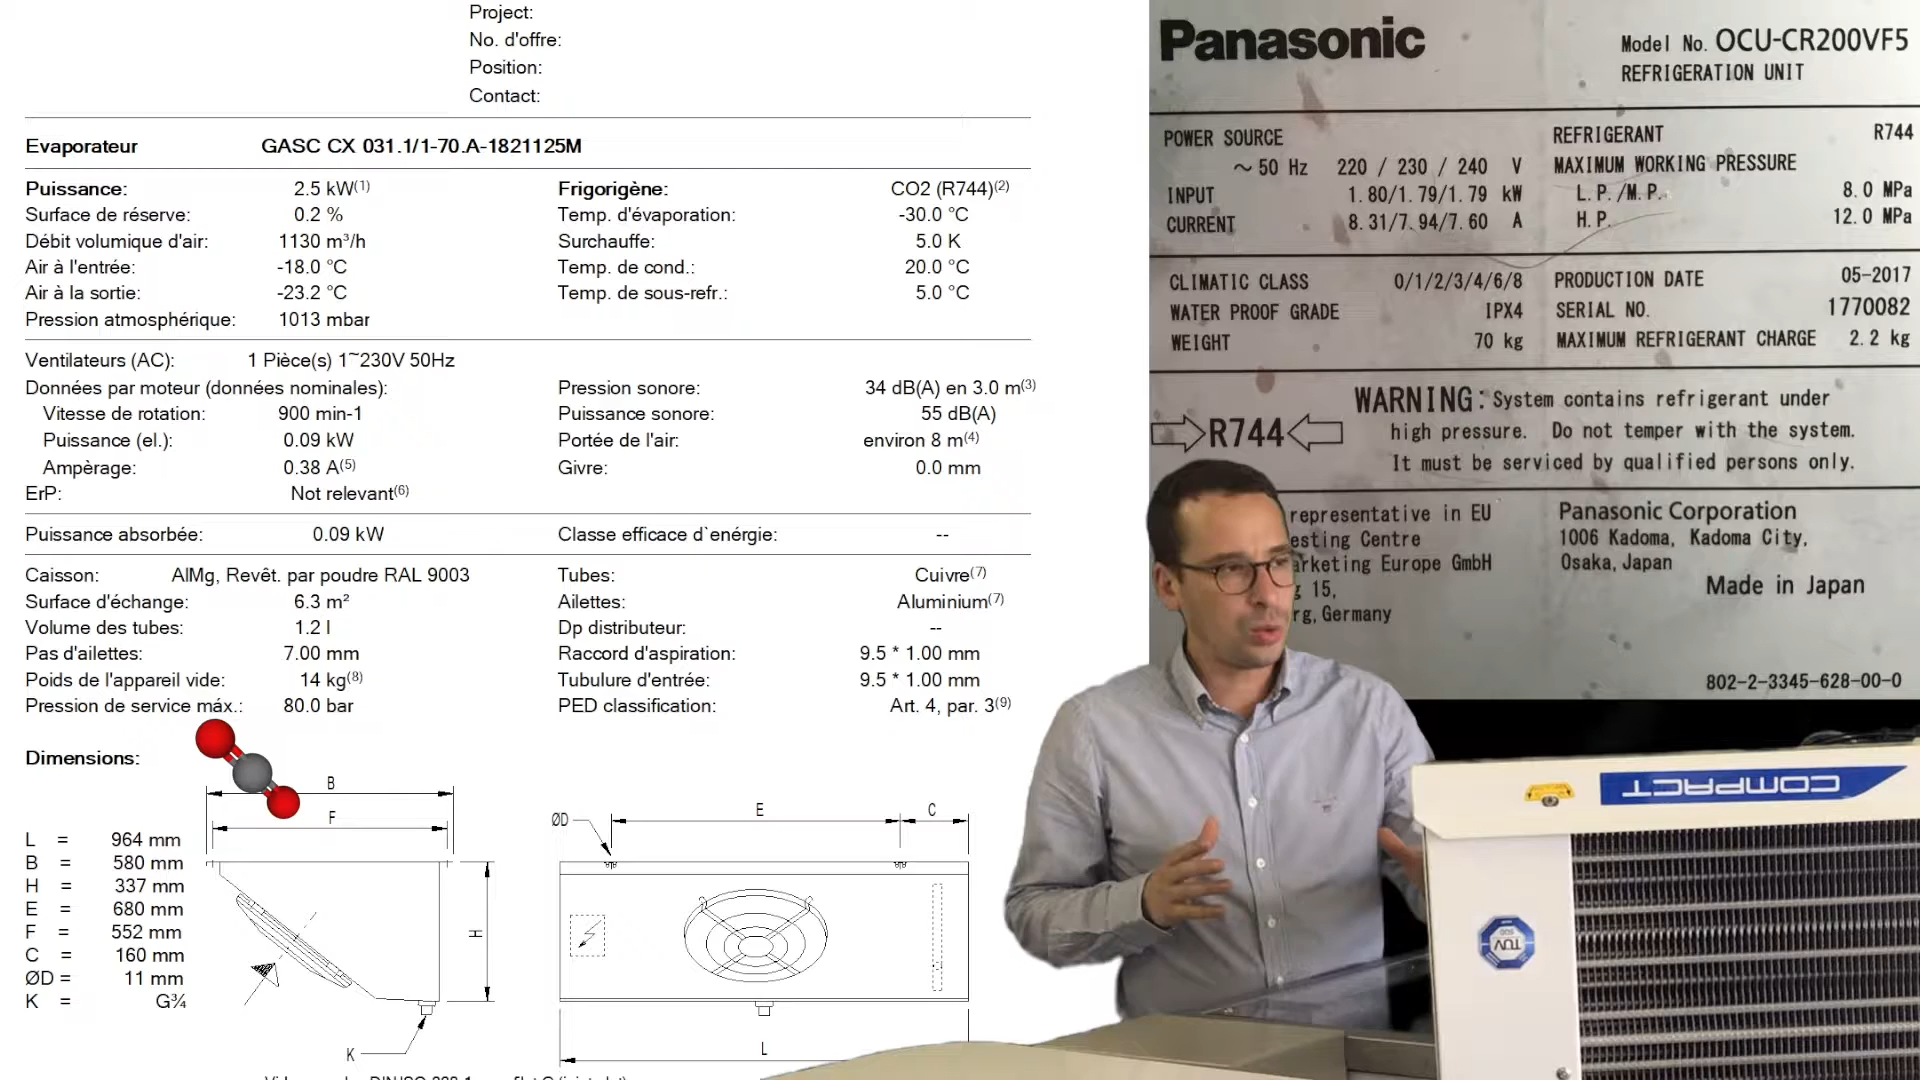 Project:
No. d'offre:
Position:
Contact:
Evaporateur GASC CX 031.1/1-70.A-1821125M
Puissance: 2.5 kW(1) Frigorigène: CO2 (R744)(2)
Surface de réserve: 0.2 % Temp. d'évaporation: -30.0 °C
Débit volumique d'air: 1130 m³/h Surchauffe: 5.0 K
Air à l'entrée: -18.0 °C Temp. de cond.: 20.0 °C
Air à la sortie: -23.2 °C Temp. de sous-refr.: 5.0 °C
Pression atmosphérique: 1013 mbar
Ventilateurs (AC): 1 Pièce(s) 1~230V 50Hz
Données par moteur (données nominales): Pression sonore: 34 dB(A) en 3.0 m(3)
Vitesse de rotation: 900 min-1 Puissance sonore: 55 dB(A)
Puissance (el.): 0.09 kW Portée de l'air: environ 8 m(4)
Ampèrage: 0.38 A(5) Givre: 0.0 mm
ErP: Not relevant(6)
Puissance absorbée: 0.09 kW Classe efficace d`enérgie: --
Caisson: AlMg, Revêt. par poudre RAL 9003 Tubes: Cuivre(7)
Surface d'échange: 6.3 m² Ailettes: Aluminium(7)
Volume des tubes: 1.2 l Dp distributeur: --
Pas d'ailettes: 7.00 mm Raccord d'aspiration: 9.5 * 1.00 mm
Poids de l'appareil vide: 14 kg(8) Tubulure d'entrée: 9.5 * 1.00 mm
Pression de service máx.: 80.0 bar PED classification: Art. 4, par. 3(9)
Dimensions:
B
F
E
C
ØD
H
K
L
L = 964 mm
B = 580 mm
H = 337 mm
E = 680 mm
F = 552 mm
C = 160 mm
ØD = 11 mm
K = G¾
Panasonic Model No. OCU-CR200VF5
REFRIGERATION UNIT
POWER SOURCE
~ 50 Hz 220 / 230 / 240 V
INPUT 1.80/1.79/1.79 kW
CURRENT 8.31/7.94/7.60 A
REFRIGERANT R744
MAXIMUM WORKING PRESSURE
L.P./M.P. 8.0 MPa
H.P. 12.0 MPa
CLIMATIC CLASS 0/1/2/3/4/6/8
WATER PROOF GRADE IPX4
WEIGHT 70 kg
PRODUCTION DATE 05-2017
SERIAL NO. 1770082
MAXIMUM REFRIGERANT CHARGE 2.2 kg
R744
WARNING: System contains refrigerant under
high pressure. Do not temper with the system.
It must be serviced by qualified persons only.
representative in EU
esting Centre
arketing Europe GmbH
15,
rg, Germany
Panasonic Corporation
1006 Kadoma, Kadoma City,
Osaka, Japan
Made in Japan
802-2-3345-628-00-0
COMPACT
TÜV